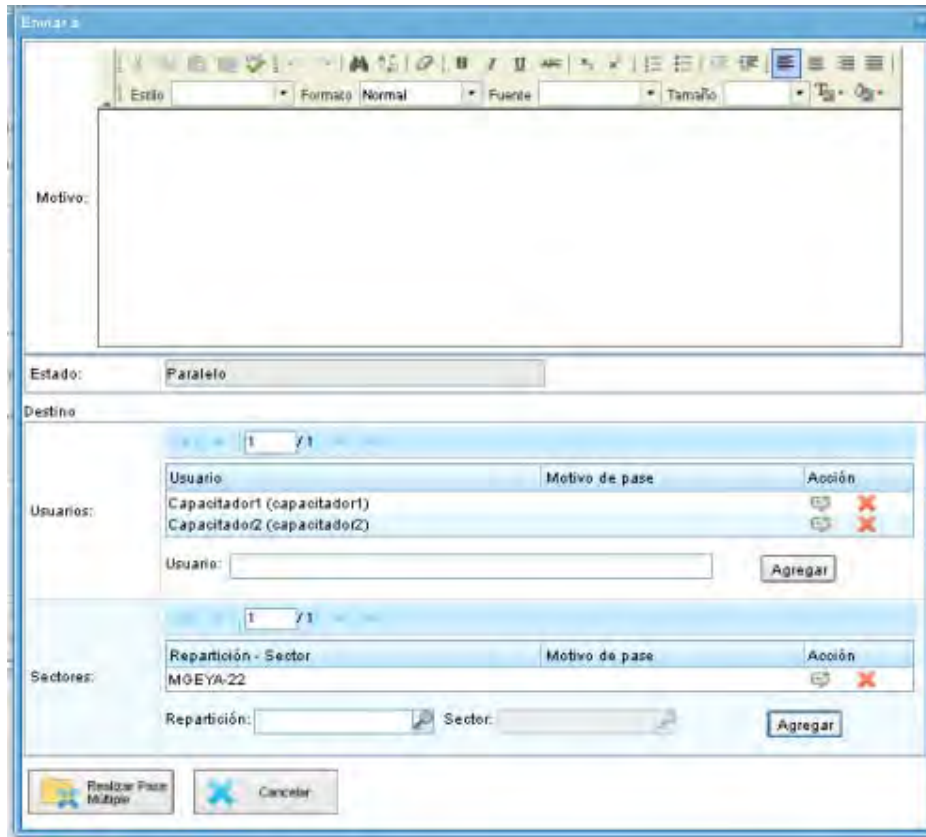 Enviar a
Estilo Formato Normal Fuente Tamaño
Motivo:
Estado: Paralelo
Destino
1 / 1
Usuario Motivo de pase Acción
Usuarios:
Capacitador1 (capacitador1)
Capacitador2 (capacitador2)
Usuario: Agregar
1 / 1
Repartición - Sector Motivo de pase Acción
Sectores:
MGEYA-22
Repartición: Sector: Agregar
Realizar Pase
Múltiple
Cancelar